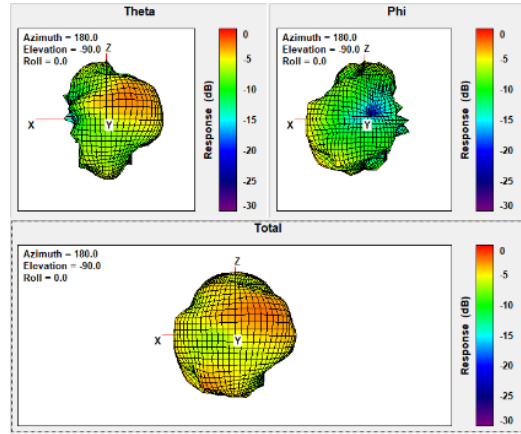 Theta
Azimuth = 180.0
Elevation = -90.0
Roll = 0.0
Z
X
Y
0
-5
-10
-15
-20
-25
-30
Response (dB)
Phi
Azimuth = 180.0
Elevation = -90.0
Roll = 0.0
Z
X
Y
0
-5
-10
-15
-20
-25
-30
Response (dB)
Total
Azimuth = 180.0
Elevation = -90.0
Roll = 0.0
Z
X
Y
0
-5
-10
-15
-20
-25
-30
Response (dB)